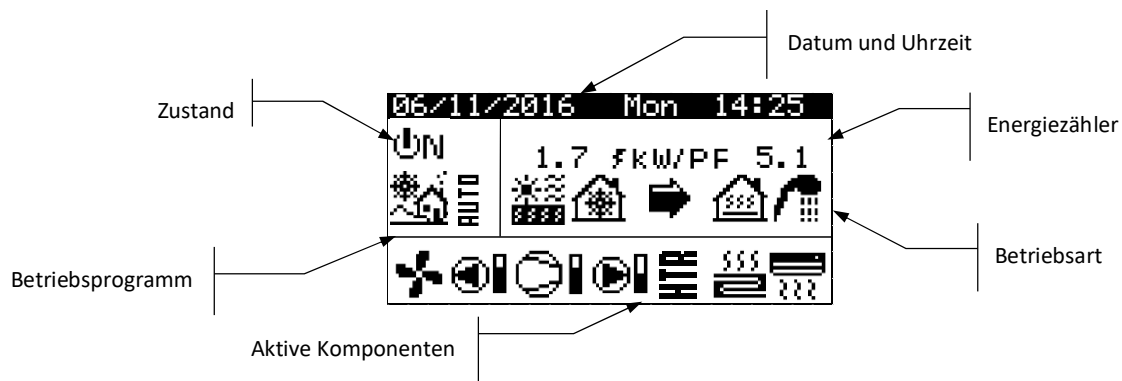 Datum und Uhrzeit
Zustand
06/11/2016 Mon 14:25
Energiezähler
ON
1.7 kW/PF 5.1
AUTO
Betriebsart
Betriebsprogramm
HTR
Aktive Komponenten